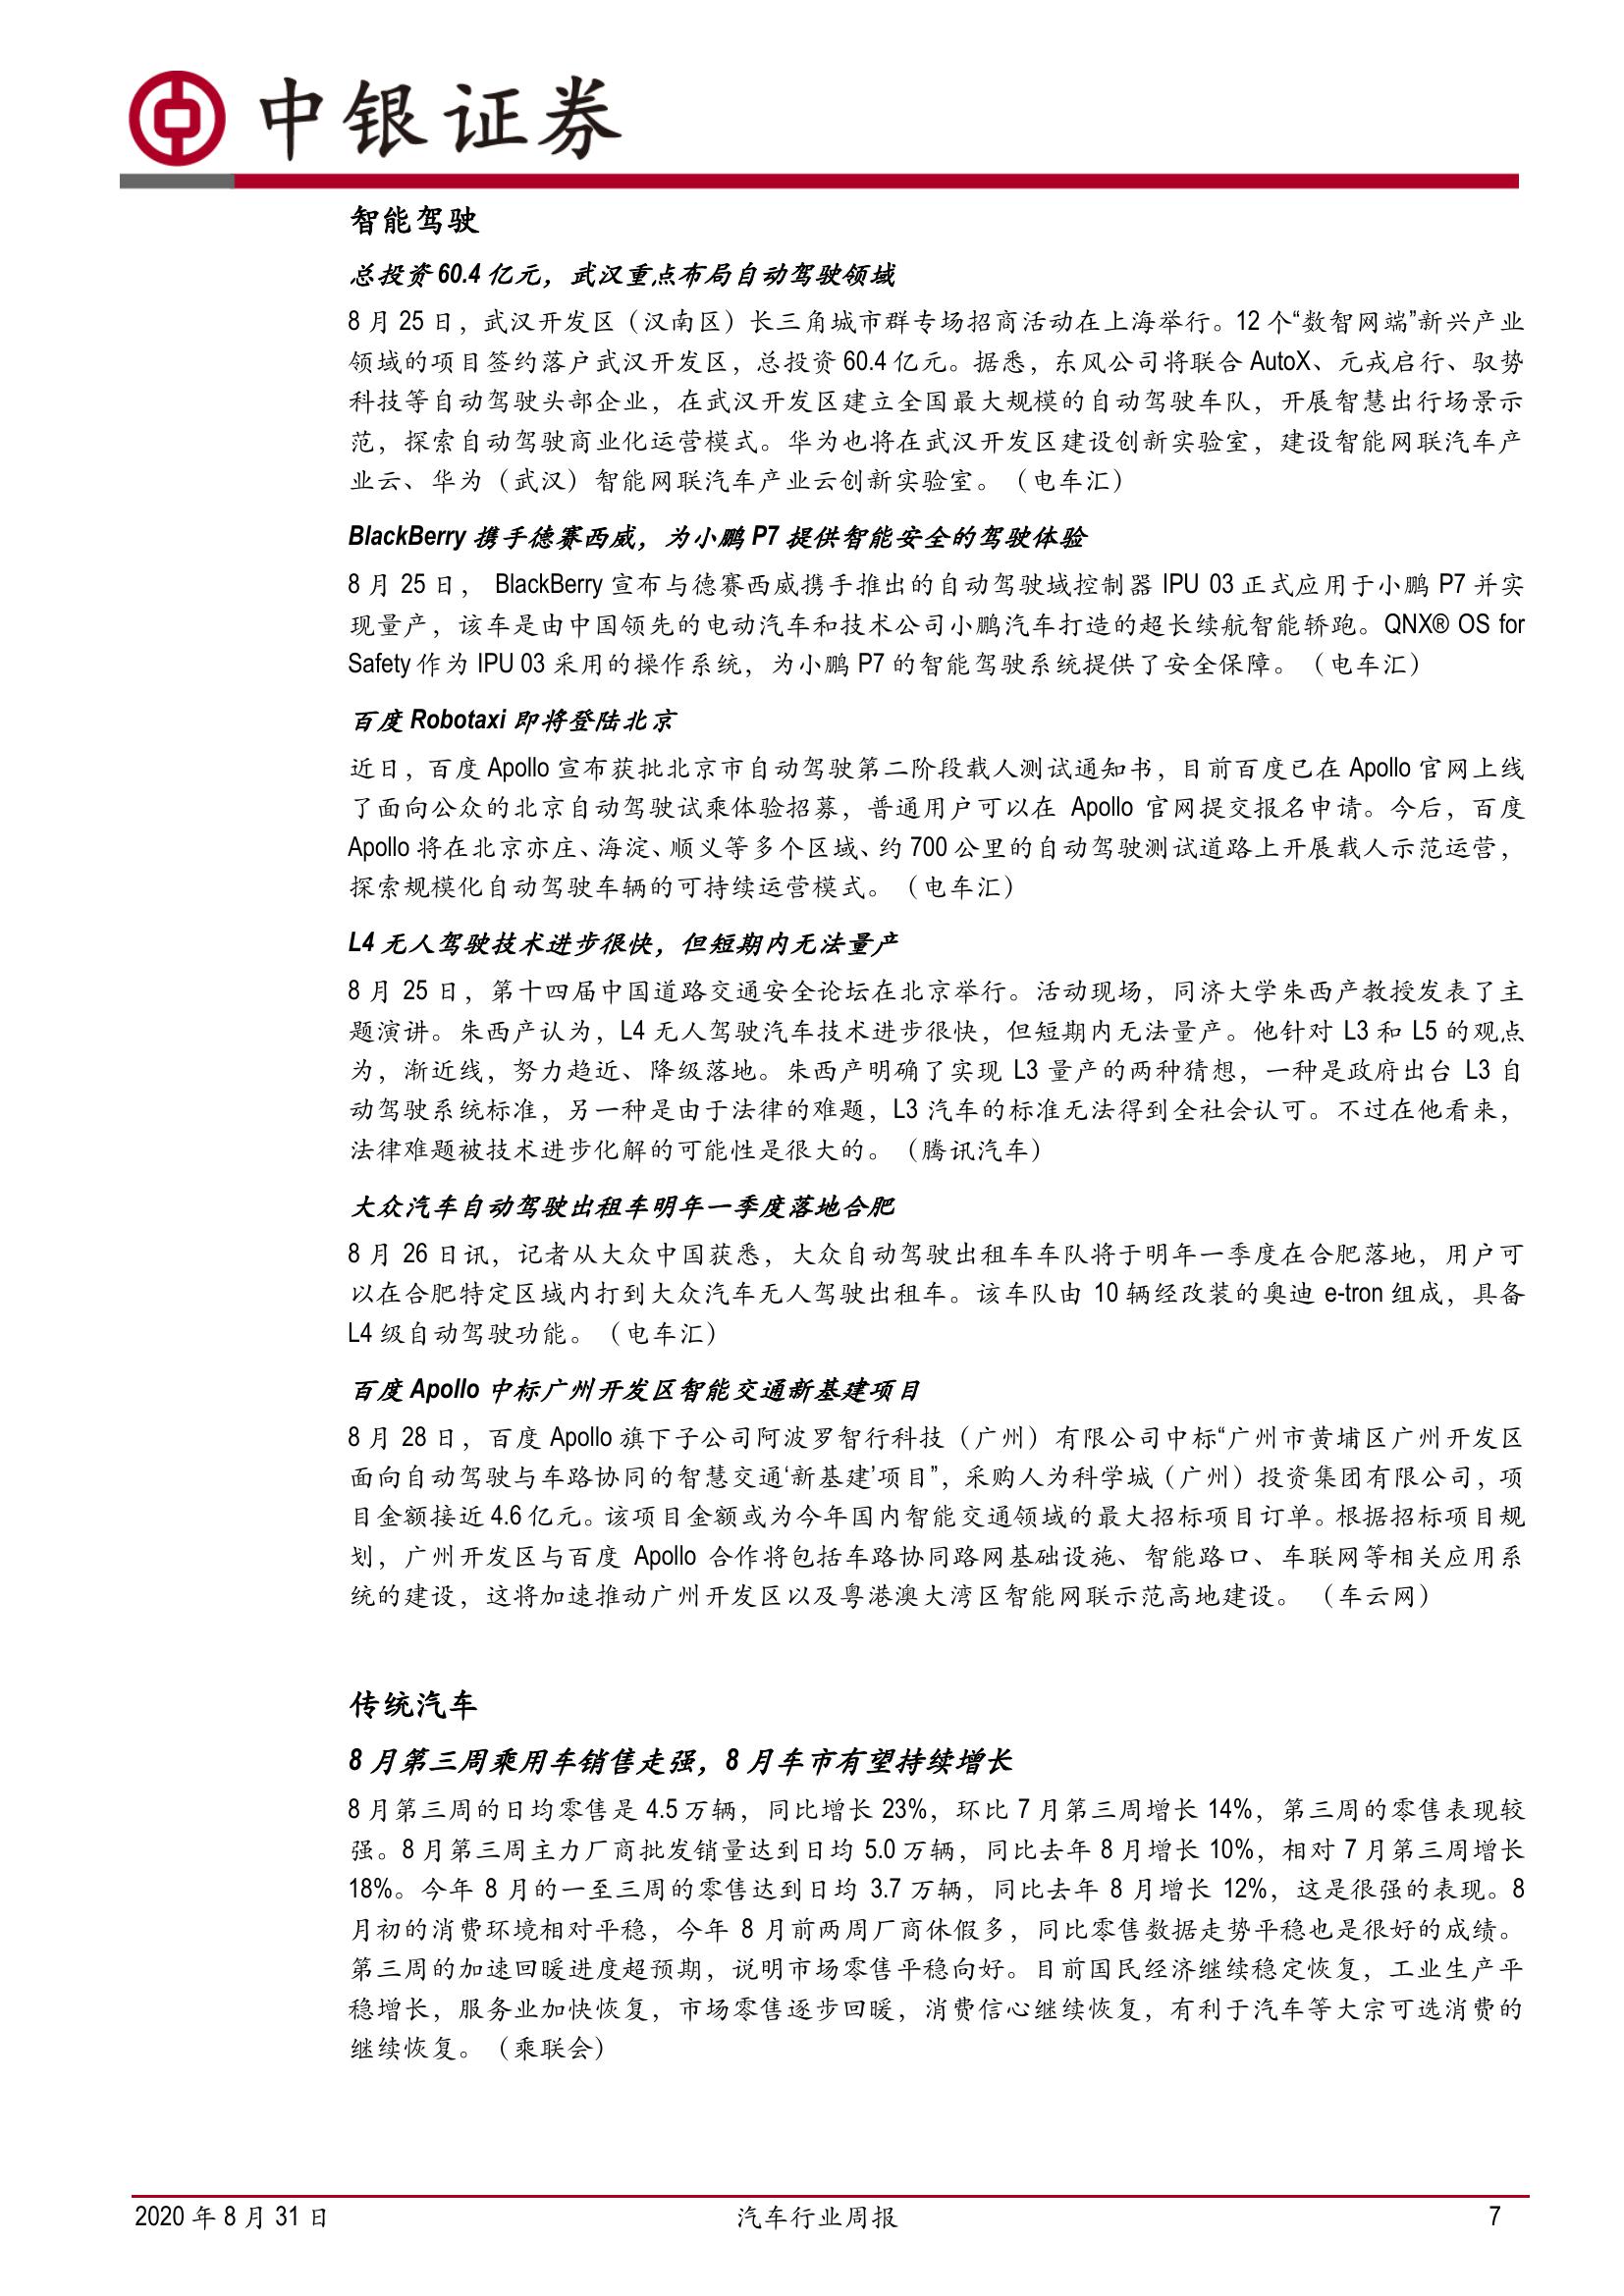 中银证券
智能驾驶
总投资 60.4 亿元，武汉重点布局自动驾驶领域
8 月 25 日，武汉开发区（汉南区）长三角城市群专场招商活动在上海举行。12 个“数智网端”新兴产业
领域的项目签约落户武汉开发区，总投资 60.4 亿元。据悉，东风公司将联合 AutoX、元戎启行、驭势
科技等自动驾驶头部企业，在武汉开发区建立全国最大规模的自动驾驶车队，开展智慧出行场景示
范，探索自动驾驶商业化运营模式。华为也将在武汉开发区建设创新实验室，建设智能网联汽车产
业云、华为（武汉）智能网联汽车产业云创新实验室。（电车汇）
BlackBerry 携手德赛西威，为小鹏 P7 提供智能安全的驾驶体验
8 月 25 日， BlackBerry 宣布与德赛西威携手推出的自动驾驶域控制器 IPU 03 正式应用于小鹏 P7 并实
现量产，该车是由中国领先的电动汽车和技术公司小鹏汽车打造的超长续航智能轿跑。QNX® OS for
Safety 作为 IPU 03 采用的操作系统，为小鹏 P7 的智能驾驶系统提供了安全保障。（电车汇）
百度 Robotaxi 即将登陆北京
近日，百度 Apollo 宣布获批北京市自动驾驶第二阶段载人测试通知书，目前百度已在 Apollo 官网上线
了面向公众的北京自动驾驶试乘体验招募，普通用户可以在 Apollo 官网提交报名申请。今后，百度
Apollo 将在北京亦庄、海淀、顺义等多个区域、约 700 公里的自动驾驶测试道路上开展载人示范运营，
探索规模化自动驾驶车辆的可持续运营模式。（电车汇）
L4 无人驾驶技术进步很快，但短期内无法量产
8 月 25 日，第十四届中国道路交通安全论坛在北京举行。活动现场，同济大学朱西产教授发表了主
题演讲。朱西产认为，L4 无人驾驶汽车技术进步很快，但短期内无法量产。他针对 L3 和 L5 的观点
为，渐近线，努力趋近、降级落地。朱西产明确了实现 L3 量产的两种猜想，一种是政府出台 L3 自
动驾驶系统标准，另一种是由于法律的难题，L3 汽车的标准无法得到全社会认可。不过在他看来，
法律难题被技术进步化解的可能性是很大的。（腾讯汽车）
大众汽车自动驾驶出租车明年一季度落地合肥
8 月 26 日讯，记者从大众中国获悉，大众自动驾驶出租车车队将于明年一季度在合肥落地，用户可
以在合肥特定区域内打到大众汽车无人驾驶出租车。该车队由 10 辆经改装的奥迪 e-tron 组成，具备
L4 级自动驾驶功能。（电车汇）
百度 Apollo 中标广州开发区智能交通新基建项目
8 月 28 日，百度 Apollo 旗下子公司阿波罗智行科技（广州）有限公司中标“广州市黄埔区广州开发区
面向自动驾驶与车路协同的智慧交通‘新基建’项目”，采购人为科学城（广州）投资集团有限公司，项
目金额接近 4.6 亿元。该项目金额或为今年国内智能交通领域的最大招标项目订单。根据招标项目规
划，广州开发区与百度 Apollo 合作将包括车路协同路网基础设施、智能路口、车联网等相关应用系
统的建设，这将加速推动广州开发区以及粤港澳大湾区智能网联示范高地建设。 （车云网）
传统汽车
8 月第三周乘用车销售走强，8 月车市有望持续增长
8 月第三周的日均零售是 4.5 万辆，同比增长 23%，环比 7 月第三周增长 14%，第三周的零售表现较
强。8 月第三周主力厂商批发销量达到日均 5.0 万辆，同比去年 8 月增长 10%，相对 7 月第三周增长
18%。今年 8 月的一至三周的零售达到日均 3.7 万辆，同比去年 8 月增长 12%，这是很强的表现。8
月初的消费环境相对平稳，今年 8 月前两周厂商休假多，同比零售数据走势平稳也是很好的成绩。
第三周的加速回暖进度超预期，说明市场零售平稳向好。目前国民经济继续稳定恢复，工业生产平
稳增长，服务业加快恢复，市场零售逐步回暖，消费信心继续恢复，有利于汽车等大宗可选消费的
继续恢复。（乘联会）
2020 年 8 月 31 日
汽车行业周报
7